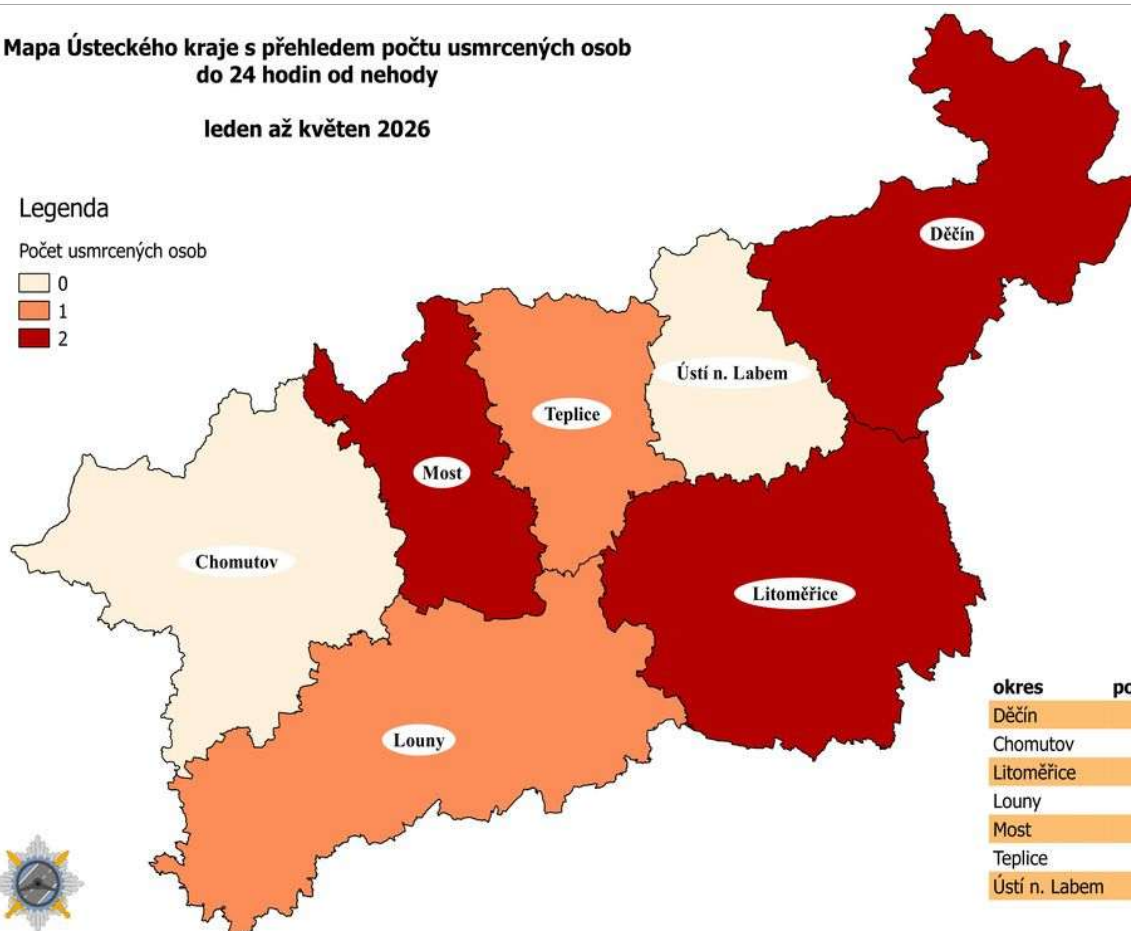 Mapa Ústeckého kraje s přehledem počtu usmrcených osob
do 24 hodin od nehody
leden až květen 2026
Legenda
Počet usmrcených osob
0
1
2
Děčín
Ústí n. Labem
Teplice
Most
Chomutov
Litoměřice
Louny
okres po
Děčín
Chomutov
Litoměřice
Louny
Most
Teplice
Ústí n. Labem